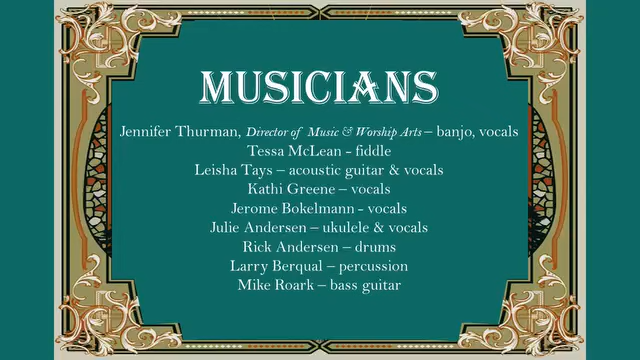 MUSICIANS
Jennifer Thurman, Director of Music & Worship Arts – banjo, vocals
Tessa McLean - fiddle
Leisha Tays – acoustic guitar & vocals
Kathi Greene – vocals
Jerome Bokelmann - vocals
Julie Andersen – ukulele & vocals
Rick Andersen – drums
Larry Berqual – percussion
Mike Roark – bass guitar